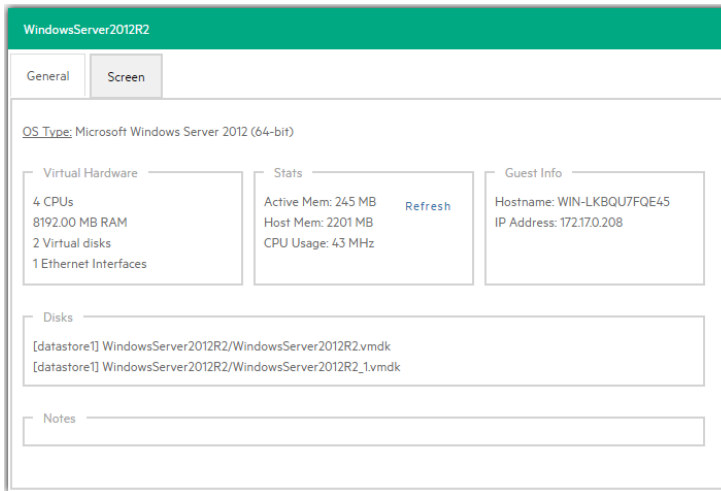 WindowsServer2012R2
General
Screen
OS Type: Microsoft Windows Server 2012 (64-bit)
Virtual Hardware
4 CPUs
8192.00 MB RAM
2 Virtual disks
1 Ethernet Interfaces
Stats
Active Mem: 245 MB
Refresh
Host Mem: 2201 MB
CPU Usage: 43 MHz
Guest Info
Hostname: WIN-LKBQU7FQE45
IP Address: 172.17.0.208
Disks
[datastore1] WindowsServer2012R2/WindowsServer2012R2.vmdk
[datastore1] WindowsServer2012R2/WindowsServer2012R2_1.vmdk
Notes